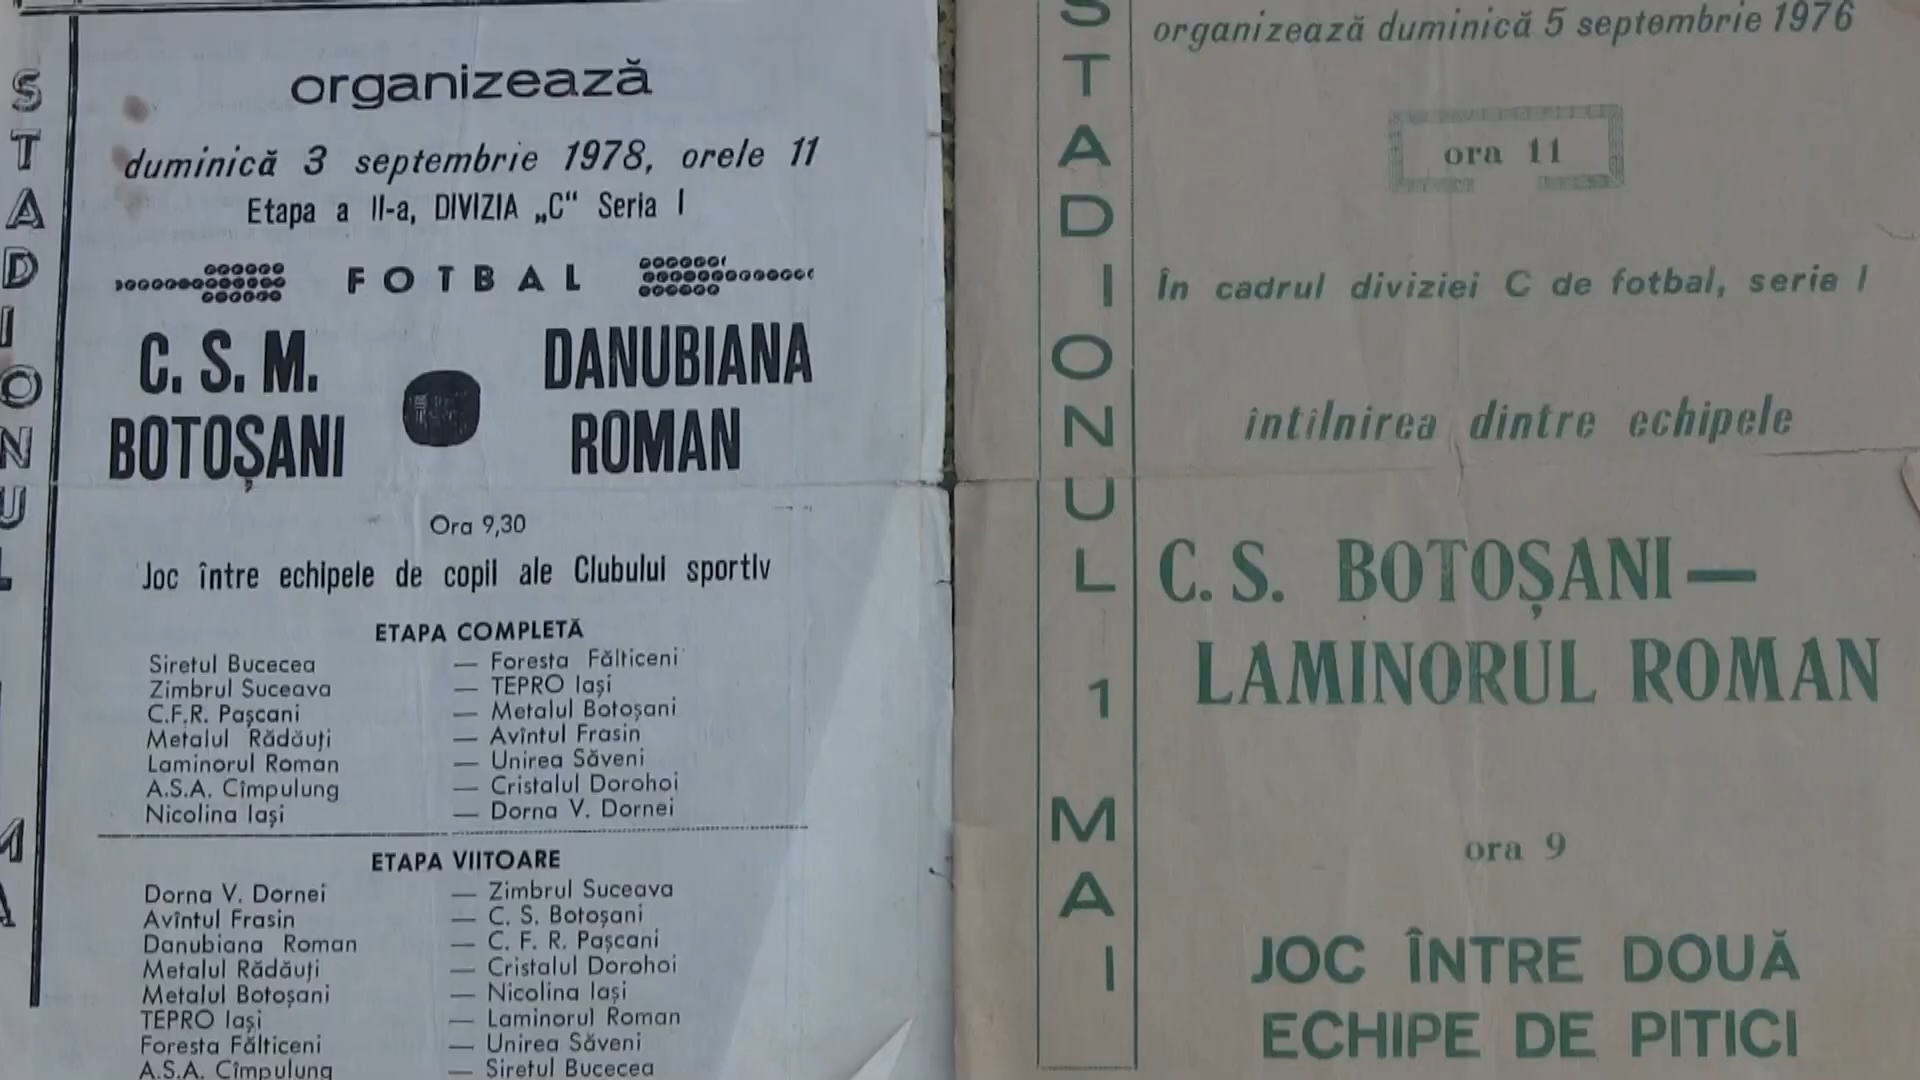 STADIONUL
organizează
duminică 3 septembrie 1978, orele 11
Etapa a II-a, DIVIZIA „C“ Seria I
FOTBAL
C. S. M. BOTOȘANI
DANUBIANA ROMAN
Ora 9,30
Joc între echipele de copii ale Clubului sportiv
ETAPA COMPLETĂ
Siretul Bucecea — Foresta Fălticeni
Zimbrul Suceava — TEPRO Iași
C.F.R. Pașcani — Metalul Botoșani
Metalul Rădăuți — Avîntul Frasin
Laminorul Roman — Unirea Săveni
A.S.A. Cîmpulung — Cristalul Dorohoi
Nicolina Iași — Dorna V. Dornei
ETAPA VIITOARE
Dorna V. Dornei — Zimbrul Suceava
Avîntul Frasin — C. S. Botoșani
Danubiana Roman — C. F. R. Pașcani
Metalul Rădăuți — Cristalul Dorohoi
Metalul Botoșani — Nicolina Iași
TEPRO Iași — Laminorul Roman
Foresta Fălticeni — Unirea Săveni
A.S.A. Cîmpulung — Siretul Bucecea
STADIONUL 1 MAI
organizează duminică 5 septembrie 1976
ora 11
În cadrul diviziei C de fotbal, seria I
întîlnirea dintre echipele
C. S. BOTOȘANI —
LAMINORUL ROMAN
ora 9
JOC ÎNTRE DOUĂ
ECHIPE DE PITICI